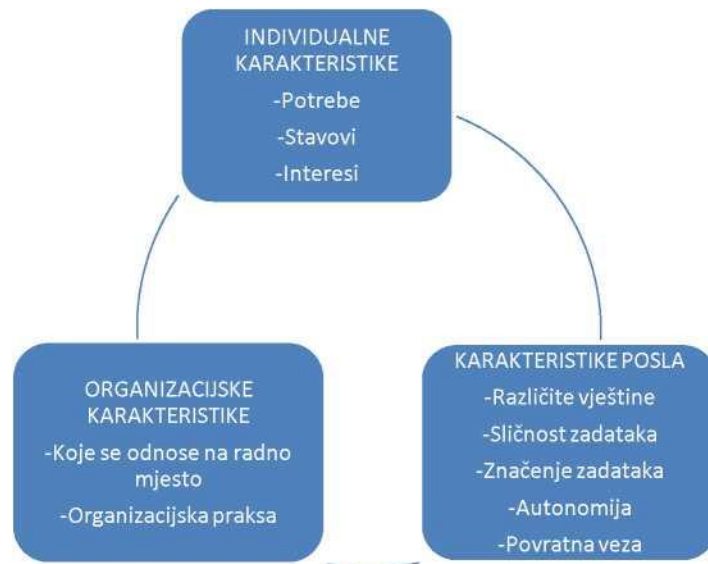 INDIVIDUALNE
KARAKTERISTIKE
-Potrebe
-Stavovi
-Interesi
ORGANIZACIJSKE
KARAKTERISTIKE
-Koje se odnose na radno
mjesto
-Organizacijska praksa
KARAKTERISTIKE POSLA
-Različite vještine
-Sličnost zadataka
-Značenje zadataka
-Autonomija
-Povratna veza